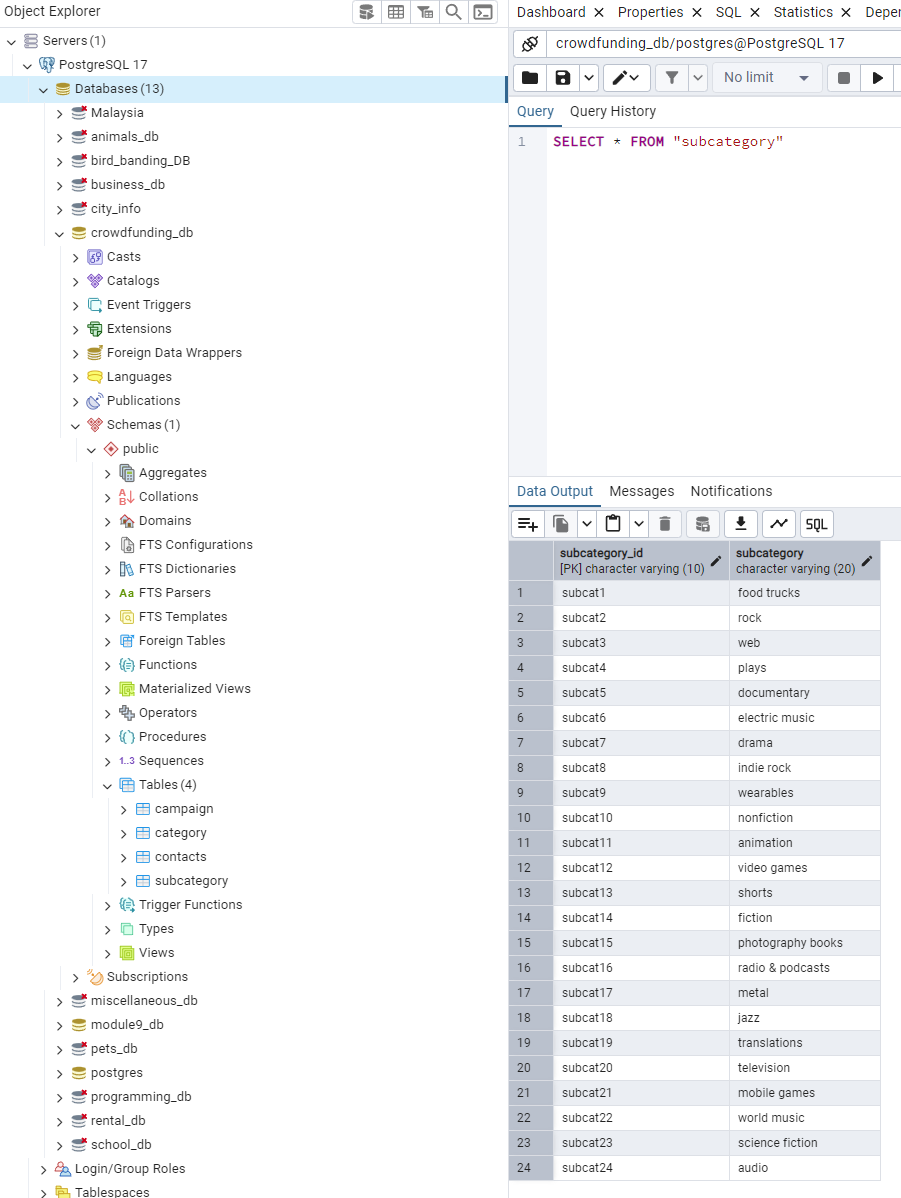 Object Explorer
Servers (1)
PostgreSQL 17
Databases (13)
Malaysia
animals_db
bird_banding_DB
business_db
city_info
crowdfunding_db
Casts
Catalogs
Event Triggers
Extensions
Foreign Data Wrappers
Languages
Publications
Schemas (1)
public
Aggregates
Collations
Domains
FTS Configurations
FTS Dictionaries
Aa FTS Parsers
FTS Templates
Foreign Tables
Functions
Materialized Views
Operators
Procedures
1..3 Sequences
Tables (4)
campaign
category
contacts
subcategory
Trigger Functions
Types
Views
Subscriptions
miscellaneous_db
module9_db
pets_db
postgres
programming_db
rental_db
school_db
Login/Group Roles
Tablespaces
Dashboard Properties SQL Statistics Deper
crowdfunding_db/postgres@PostgreSQL 17
No limit
Query Query History
1 SELECT * FROM "subcategory"
Data Output Messages Notifications
SQL
subcategory_id subcategory
[PK] character varying (10) character varying (20)
1 subcat1 food trucks
2 subcat2 rock
3 subcat3 web
4 subcat4 plays
5 subcat5 documentary
6 subcat6 electric music
7 subcat7 drama
8 subcat8 indie rock
9 subcat9 wearables
10 subcat10 nonfiction
11 subcat11 animation
12 subcat12 video games
13 subcat13 shorts
14 subcat14 fiction
15 subcat15 photography books
16 subcat16 radio & podcasts
17 subcat17 metal
18 subcat18 jazz
19 subcat19 translations
20 subcat20 television
21 subcat21 mobile games
22 subcat22 world music
23 subcat23 science fiction
24 subcat24 audio